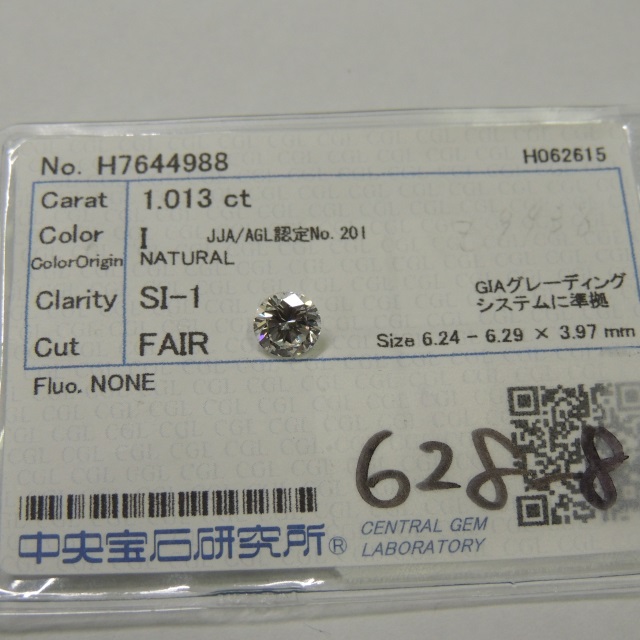 No. H7644988 H062615
Carat 1.013 ct
Color I JJA/AGL認定No. 201
ColorOrigin NATURAL
Clarity SI-1 GIAグレーディング
システムに準拠
Cut FAIR Size 6.24 - 6.29 × 3.97 mm
Fluo. NONE
628-8
中央宝石研究所® CENTRAL GEM
LABORATORY